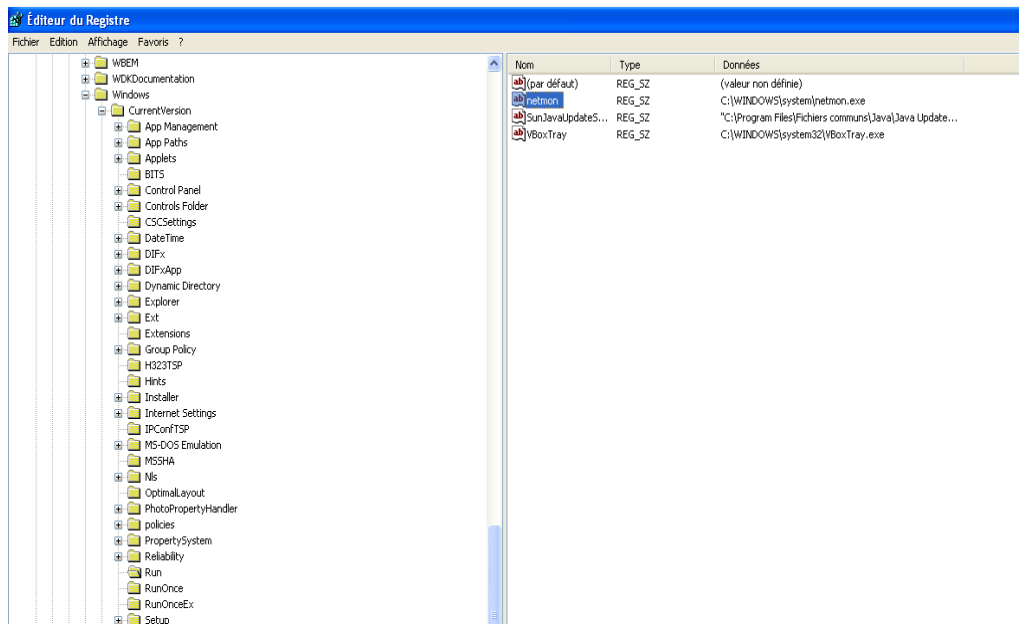 Éditeur du Registre
Fichier Edition Affichage Favoris ?
WBEM
WDKDocumentation
Windows
CurrentVersion
App Management
App Paths
Applets
BITS
Control Panel
Controls Folder
CSCSettings
DateTime
DIFx
DIFxApp
Dynamic Directory
Explorer
Ext
Extensions
Group Policy
H323TSP
Hints
Installer
Internet Settings
IPConfTSP
MS-DOS Emulation
MSSHA
Nls
OptimalLayout
PhotoPropertyHandler
policies
PropertySystem
Reliability
Run
RunOnce
RunOnceEx
Setup
Nom Type Données
(par défaut) REG_SZ (valeur non définie)
netmon REG_SZ C:\WINDOWS\system\netmon.exe
SunJavaUpdateS... REG_SZ "C:\Program Files\Fichiers communs\Java\Java Update...
VBoxTray REG_SZ C:\WINDOWS\system32\VBoxTray.exe